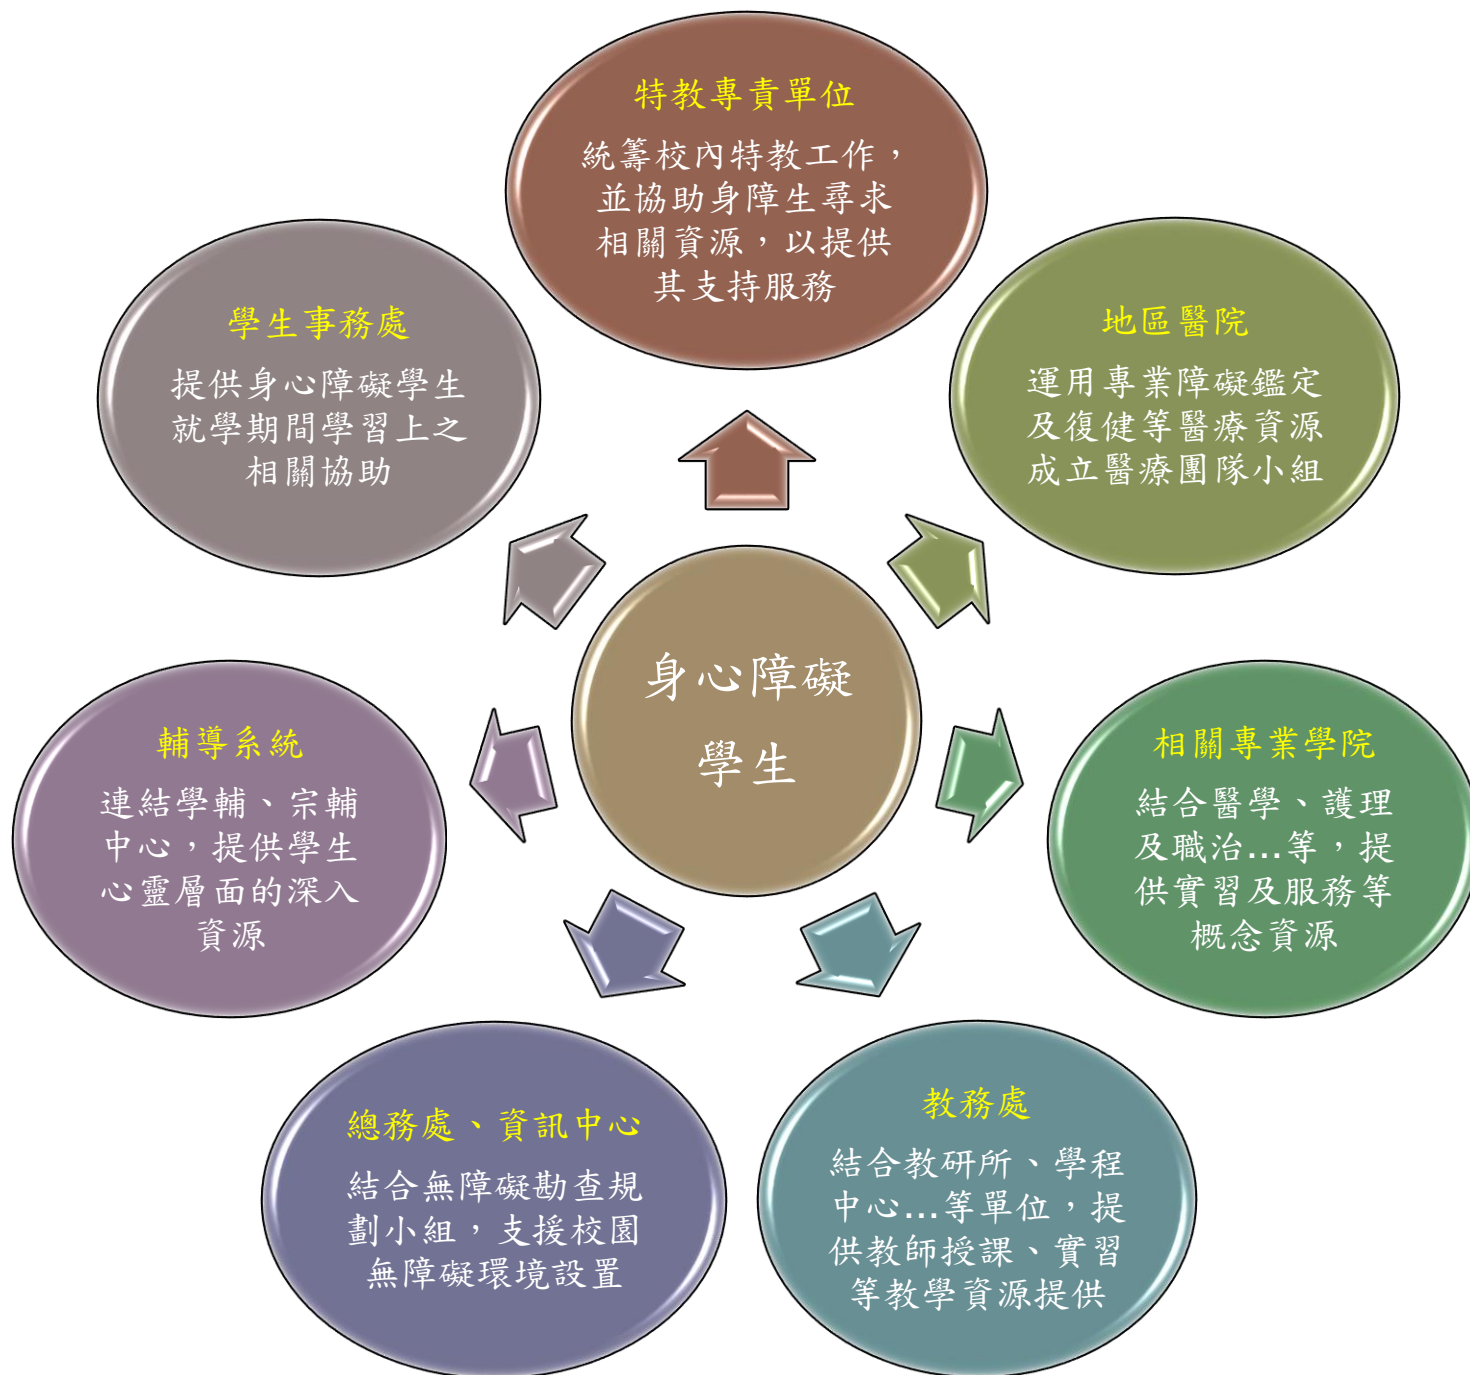 特教專責單位
統籌校內特教工作，
並協助身障生尋求
相關資源，以提供
其支持服務
地區醫院
運用專業障礙鑑定
及復健等醫療資源
成立醫療團隊小組
相關專業學院
結合醫學、護理
及職治...等，提
供實習及服務等
概念資源
教務處
結合教研所、學程
中心...等單位，提
供教師授課、實習
等教學資源提供
總務處、資訊中心
結合無障礙勘查規
劃小組，支援校園
無障礙環境設置
輔導系統
連結學輔、宗輔
中心，提供學生
心靈層面的深入
資源
學生事務處
提供身心障礙學生
就學期間學習上之
相關協助
身心障礙
學生